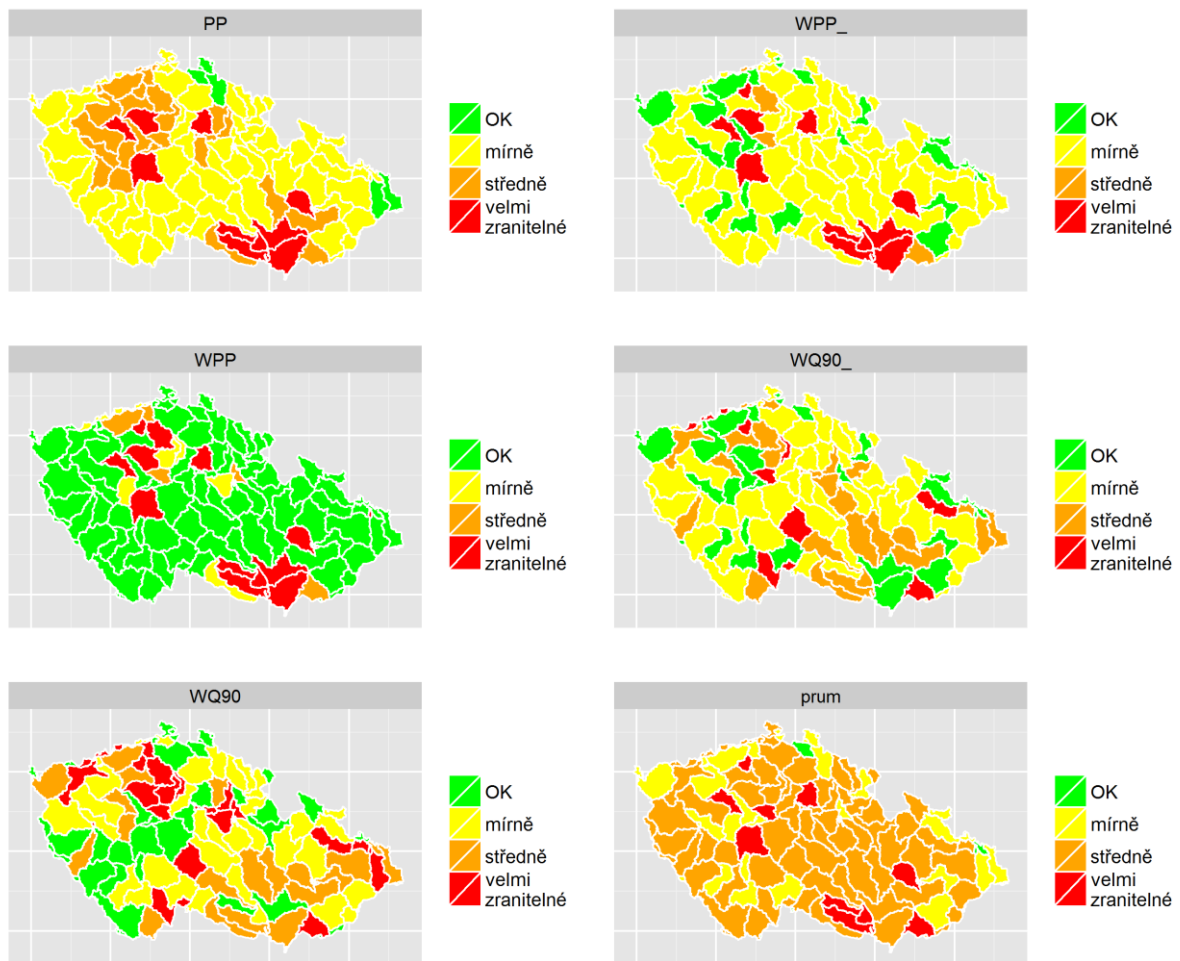 PP
OK
mírně
středně
velmi
zranitelné
WPP_
OK
mírně
středně
velmi
zranitelné
WPP
OK
mírně
středně
velmi
zranitelné
WQ90_
OK
mírně
středně
velmi
zranitelné
WQ90
OK
mírně
středně
velmi
zranitelné
prum
OK
mírně
středně
velmi
zranitelné